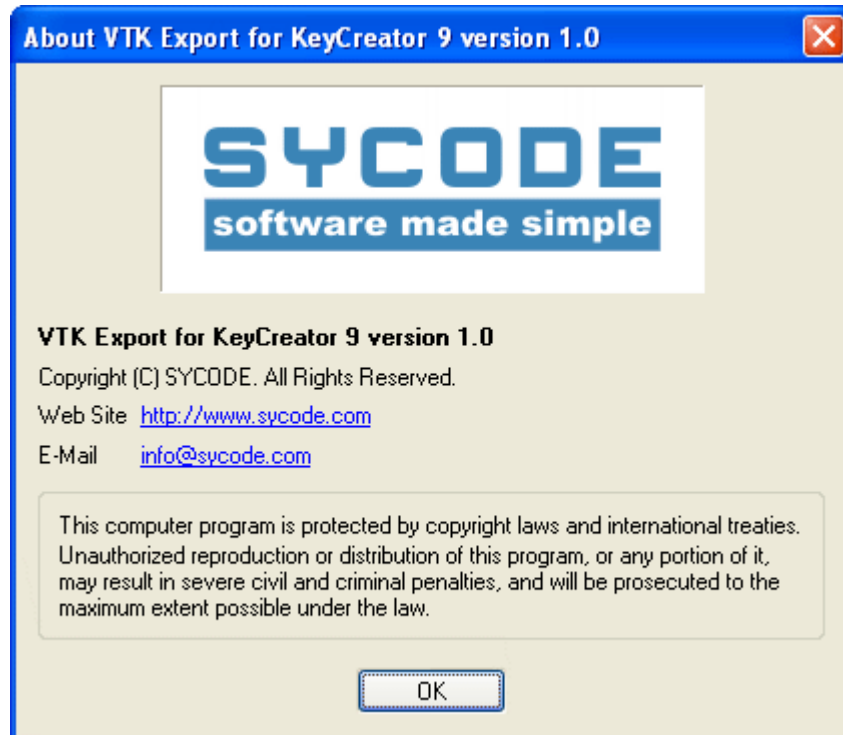 About VTK Export for KeyCreator 9 version 1.0
SYCODE
software made simple
VTK Export for KeyCreator 9 version 1.0
Copyright (C) SYCODE. All Rights Reserved.
Web Site http://www.sycode.com
E-Mail info@sycode.com
This computer program is protected by copyright laws and international treaties.
Unauthorized reproduction or distribution of this program, or any portion of it,
may result in severe civil and criminal penalties, and will be prosecuted to the
maximum extent possible under the law.
OK